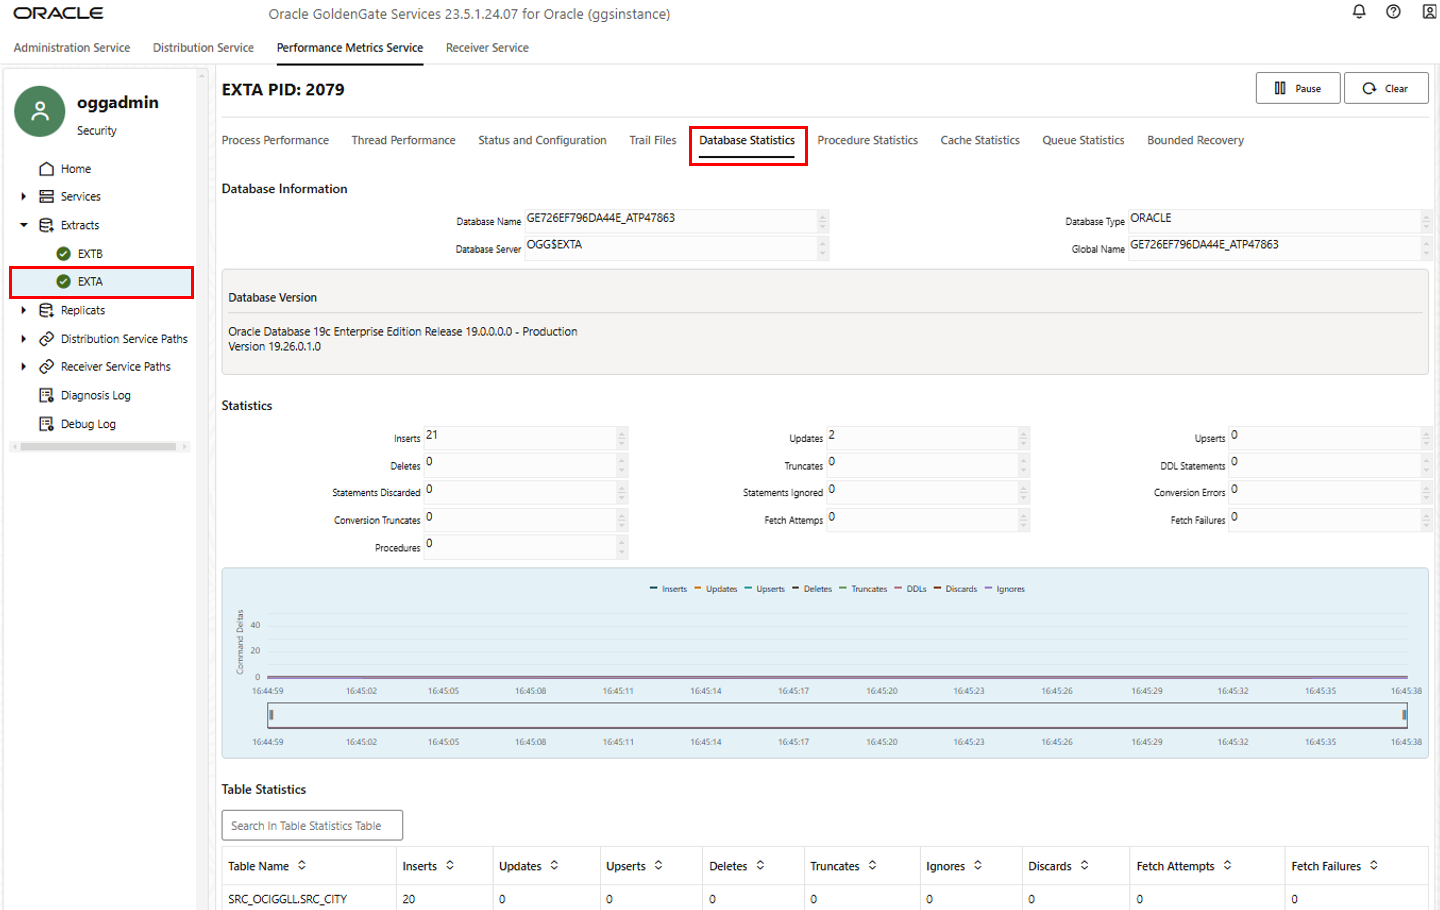 ORACLE
Oracle GoldenGate Services 23.5.1.24.07 for Oracle (ggsinstance)
Administration Service
Distribution Service
Performance Metrics Service
Receiver Service
oggadmin
Security
Home
Services
Extracts
EXTB
EXTA
Replicats
Distribution Service Paths
Receiver Service Paths
Diagnosis Log
Debug Log
EXTA PID: 2079
Pause
Clear
Process Performance
Thread Performance
Status and Configuration
Trail Files
Database Statistics
Procedure Statistics
Cache Statistics
Queue Statistics
Bounded Recovery
Database Information
Database Name GE726EF796DA44E_ATP47863
Database Type ORACLE
Database Server OGG$EXTA
Global Name GE726EF796DA44E_ATP47863
Database Version
Oracle Database 19c Enterprise Edition Release 19.0.0.0.0 - Production
Version 19.26.0.1.0
Statistics
Inserts 21
Updates 2
Upserts 0
Deletes 0
Truncates 0
DDL Statements 0
Statements Discarded 0
Statements Ignored 0
Conversion Errors 0
Conversion Truncates 0
Fetch Attemps 0
Fetch Failures 0
Procedures 0
Inserts Updates Upserts Deletes Truncates DDLs Discards Ignores
Command Deltas
40
20
0
16:44:59 16:45:02 16:45:05 16:45:08 16:45:11 16:45:14 16:45:17 16:45:20 16:45:23 16:45:26 16:45:29 16:45:32 16:45:35 16:45:38
16:44:59 16:45:02 16:45:05 16:45:08 16:45:11 16:45:14 16:45:17 16:45:20 16:45:23 16:45:26 16:45:29 16:45:32 16:45:35 16:45:38
Table Statistics
Search In Table Statistics Table
Table Name Inserts Updates Upserts Deletes Truncates Ignores Discards Fetch Attempts Fetch Failures
SRC_OCIGGLL.SRC_CITY 20 0 0 0 0 0 0 0 0